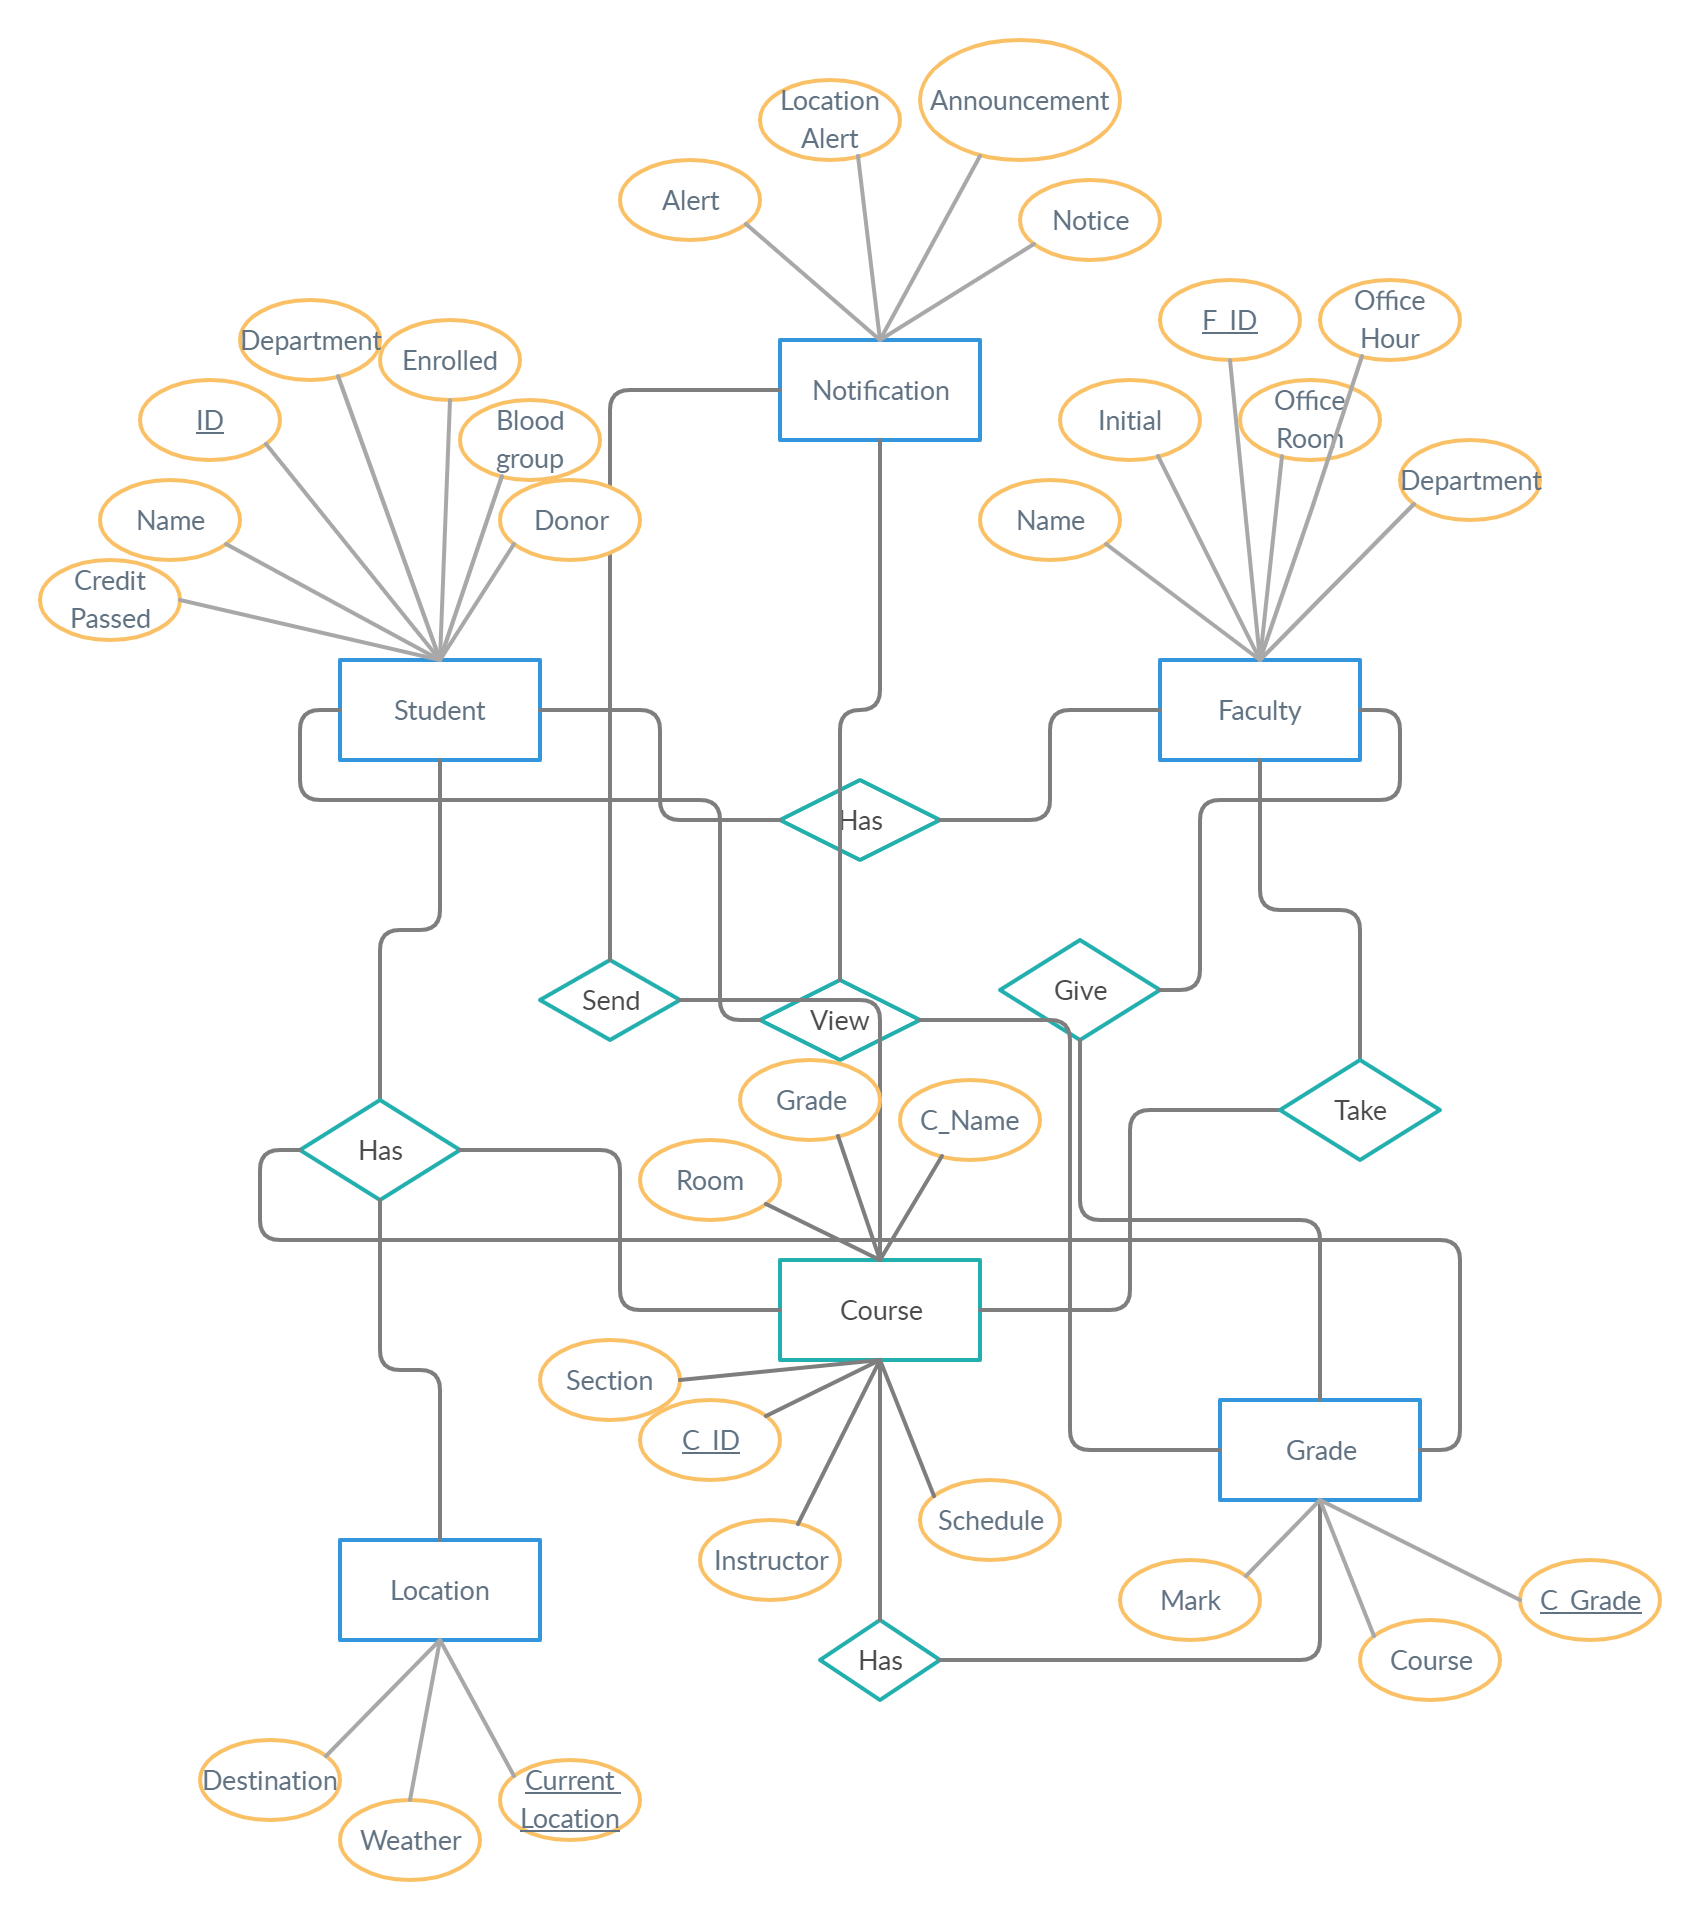 Announcement
Location
Alert
Alert
Notice
F_ID
Office
Hour
Department
Enrolled
Notification
ID
Blood
group
Initial
Office
Room
Department
Name
Donor
Name
Credit
Passed
Student
Faculty
Has
Send
View
Give
Grade
C_Name
Take
Has
Room
Course
Section
C_ID
Grade
Schedule
Instructor
Location
Mark
C_Grade
Has
Course
Destination
Current
Location
Weather